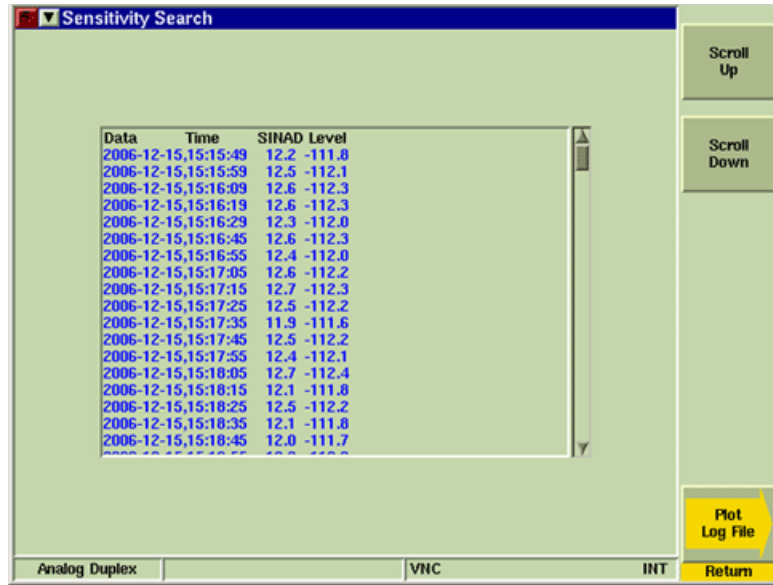 Sensitivity Search
Scroll
Up
Scroll
Down
Data Time SINAD Level
2006-12-15,15:15:49 12.2 -111.8
2006-12-15,15:15:59 12.5 -112.1
2006-12-15,15:16:09 12.6 -112.3
2006-12-15,15:16:19 12.6 -112.3
2006-12-15,15:16:29 12.3 -112.0
2006-12-15,15:16:45 12.6 -112.3
2006-12-15,15:16:55 12.4 -112.0
2006-12-15,15:17:05 12.6 -112.2
2006-12-15,15:17:15 12.7 -112.3
2006-12-15,15:17:25 12.5 -112.2
2006-12-15,15:17:35 11.9 -111.6
2006-12-15,15:17:45 12.5 -112.2
2006-12-15,15:17:55 12.4 -112.1
2006-12-15,15:18:05 12.7 -112.4
2006-12-15,15:18:15 12.1 -111.8
2006-12-15,15:18:25 12.5 -112.2
2006-12-15,15:18:35 12.1 -111.8
2006-12-15,15:18:45 12.0 -111.7
Plot
Log File
Analog Duplex VNC INT
Return